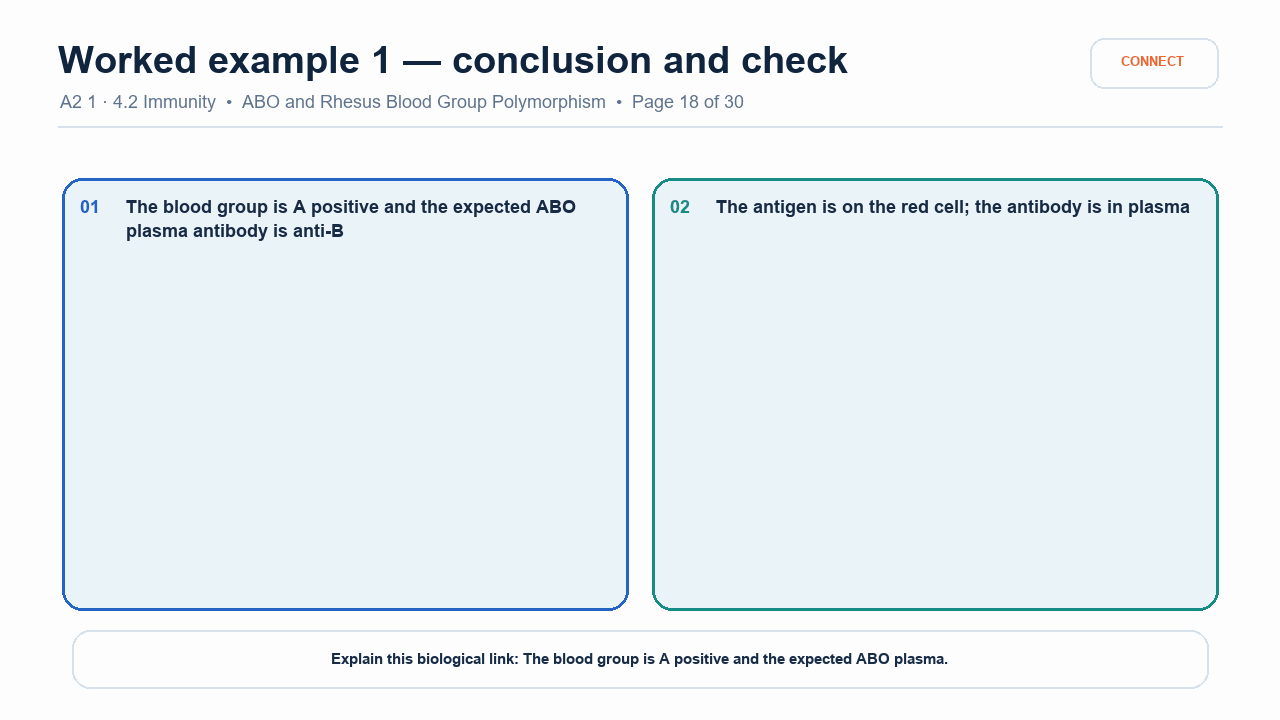 Worked example 1 — conclusion and check
CONNECT
A2 1 · 4.2 Immunity • ABO and Rhesus Blood Group Polymorphism • Page 18 of 30
01 The blood group is A positive and the expected ABO
plasma antibody is anti-B
02 The antigen is on the red cell; the antibody is in plasma
Explain this biological link: The blood group is A positive and the expected ABO plasma.